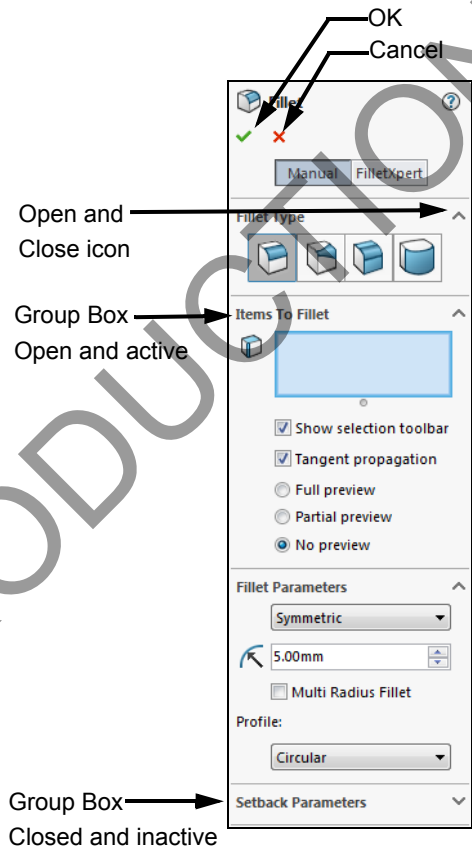 OK
Cancel
Fillet
Manual FilletXpert
Open and
Close icon
Fillet Type
Group Box
Open and active
Items To Fillet
Show selection toolbar
Tangent propagation
Full preview
Partial preview
No preview
Fillet Parameters
Symmetric
5.00mm
Multi Radius Fillet
Profile:
Circular
Group Box
Closed and inactive
Setback Parameters
ODUCTION